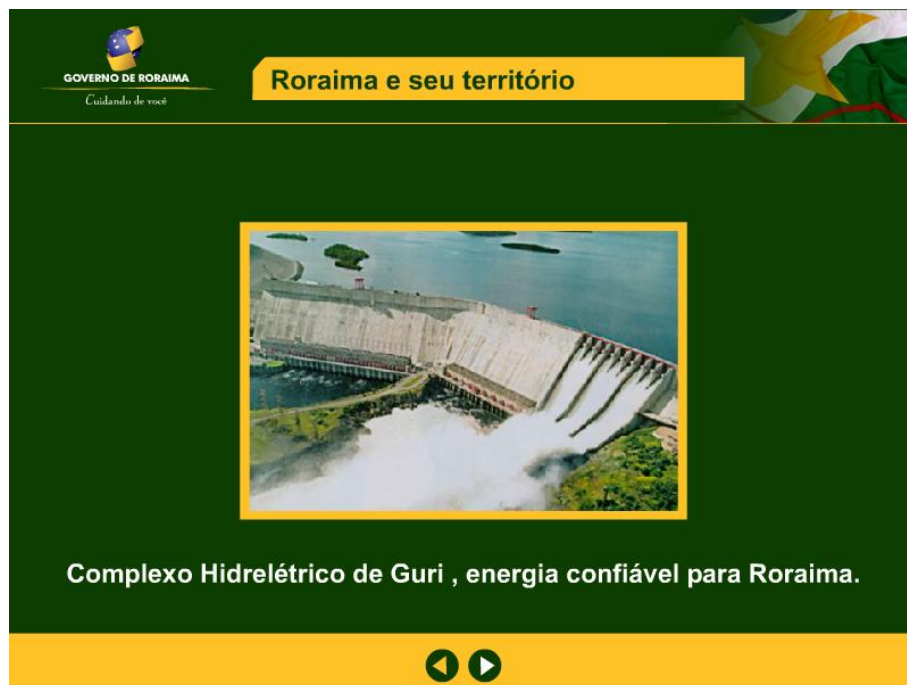 GOVERNO DE RORAIMA
Cuidando de você
Roraima e seu território
Complexo Hidrelétrico de Guri , energia confiável para Roraima.